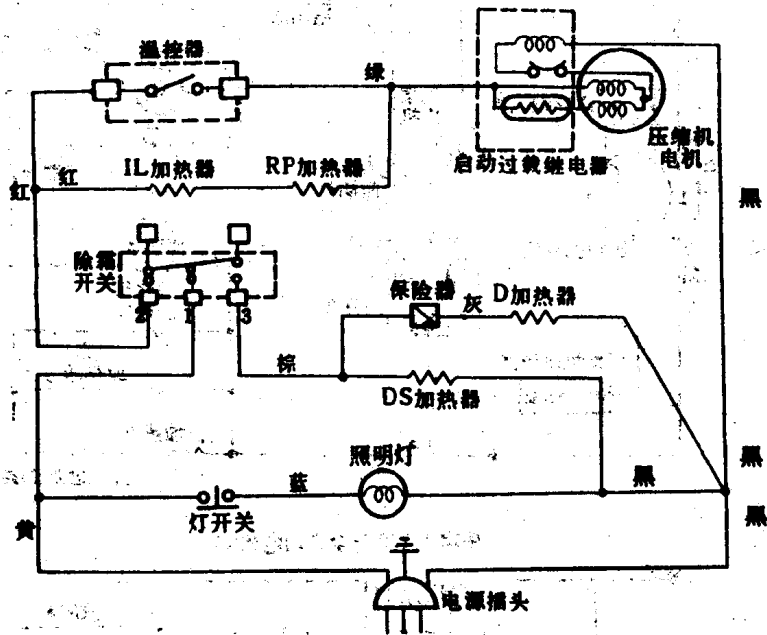 温控器
绿
压缩机
电机
启动过载继电器
IL加热器
RP加热器
红
红
黑
除霜
开关
2
1
3
保险器
灰
D加热器
棕
DS加热器
照明灯
黑
蓝
黑
灯开关
黄
黑
电源插头